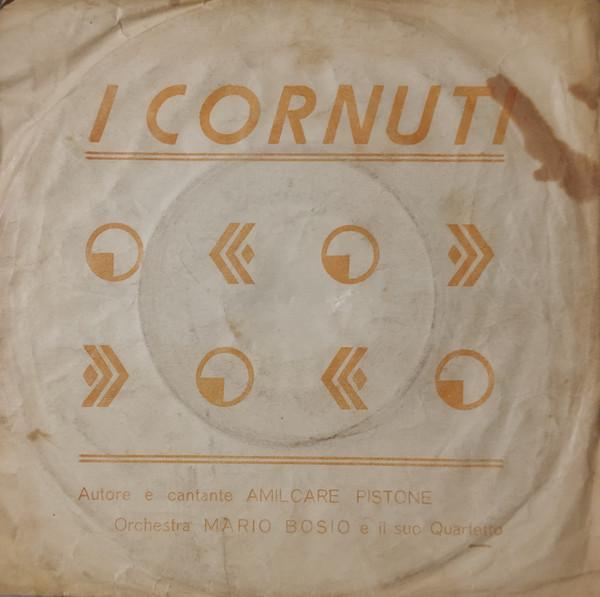 I CORNUTI
Autore e cantante AMILCARE PISTONE
Orchestra MARIO BOSIO e il suo Quartetto